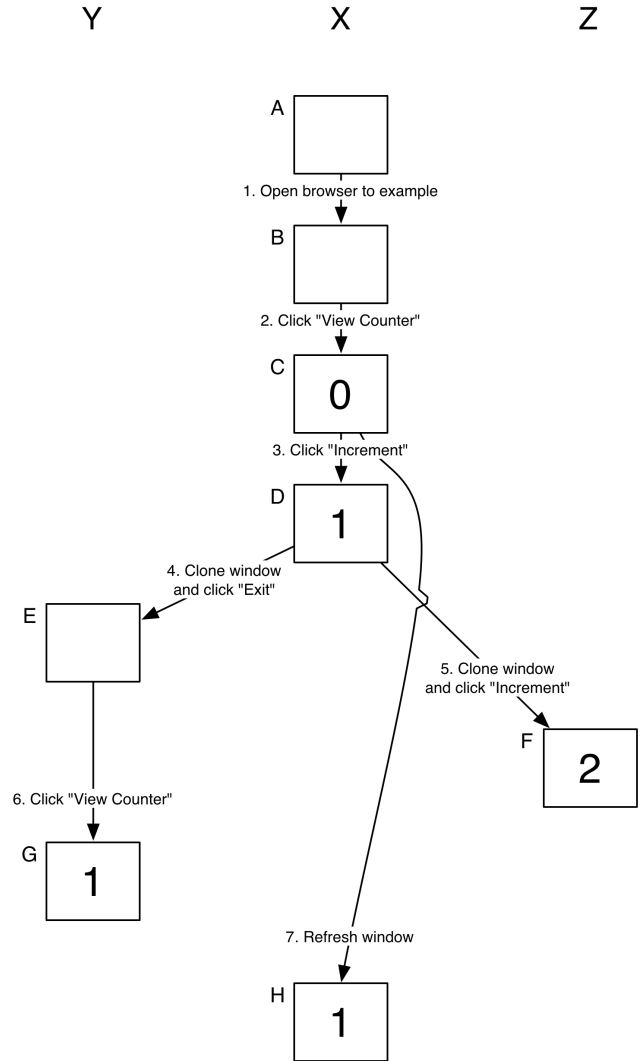 Y X Z
A
1. Open browser to example
B
2. Click "View Counter"
C
0
3. Click "Increment"
D
1
4. Clone window
and click "Exit"
E
5. Clone window
and click "Increment"
F
2
6. Click "View Counter"
G
1
7. Refresh window
H
1